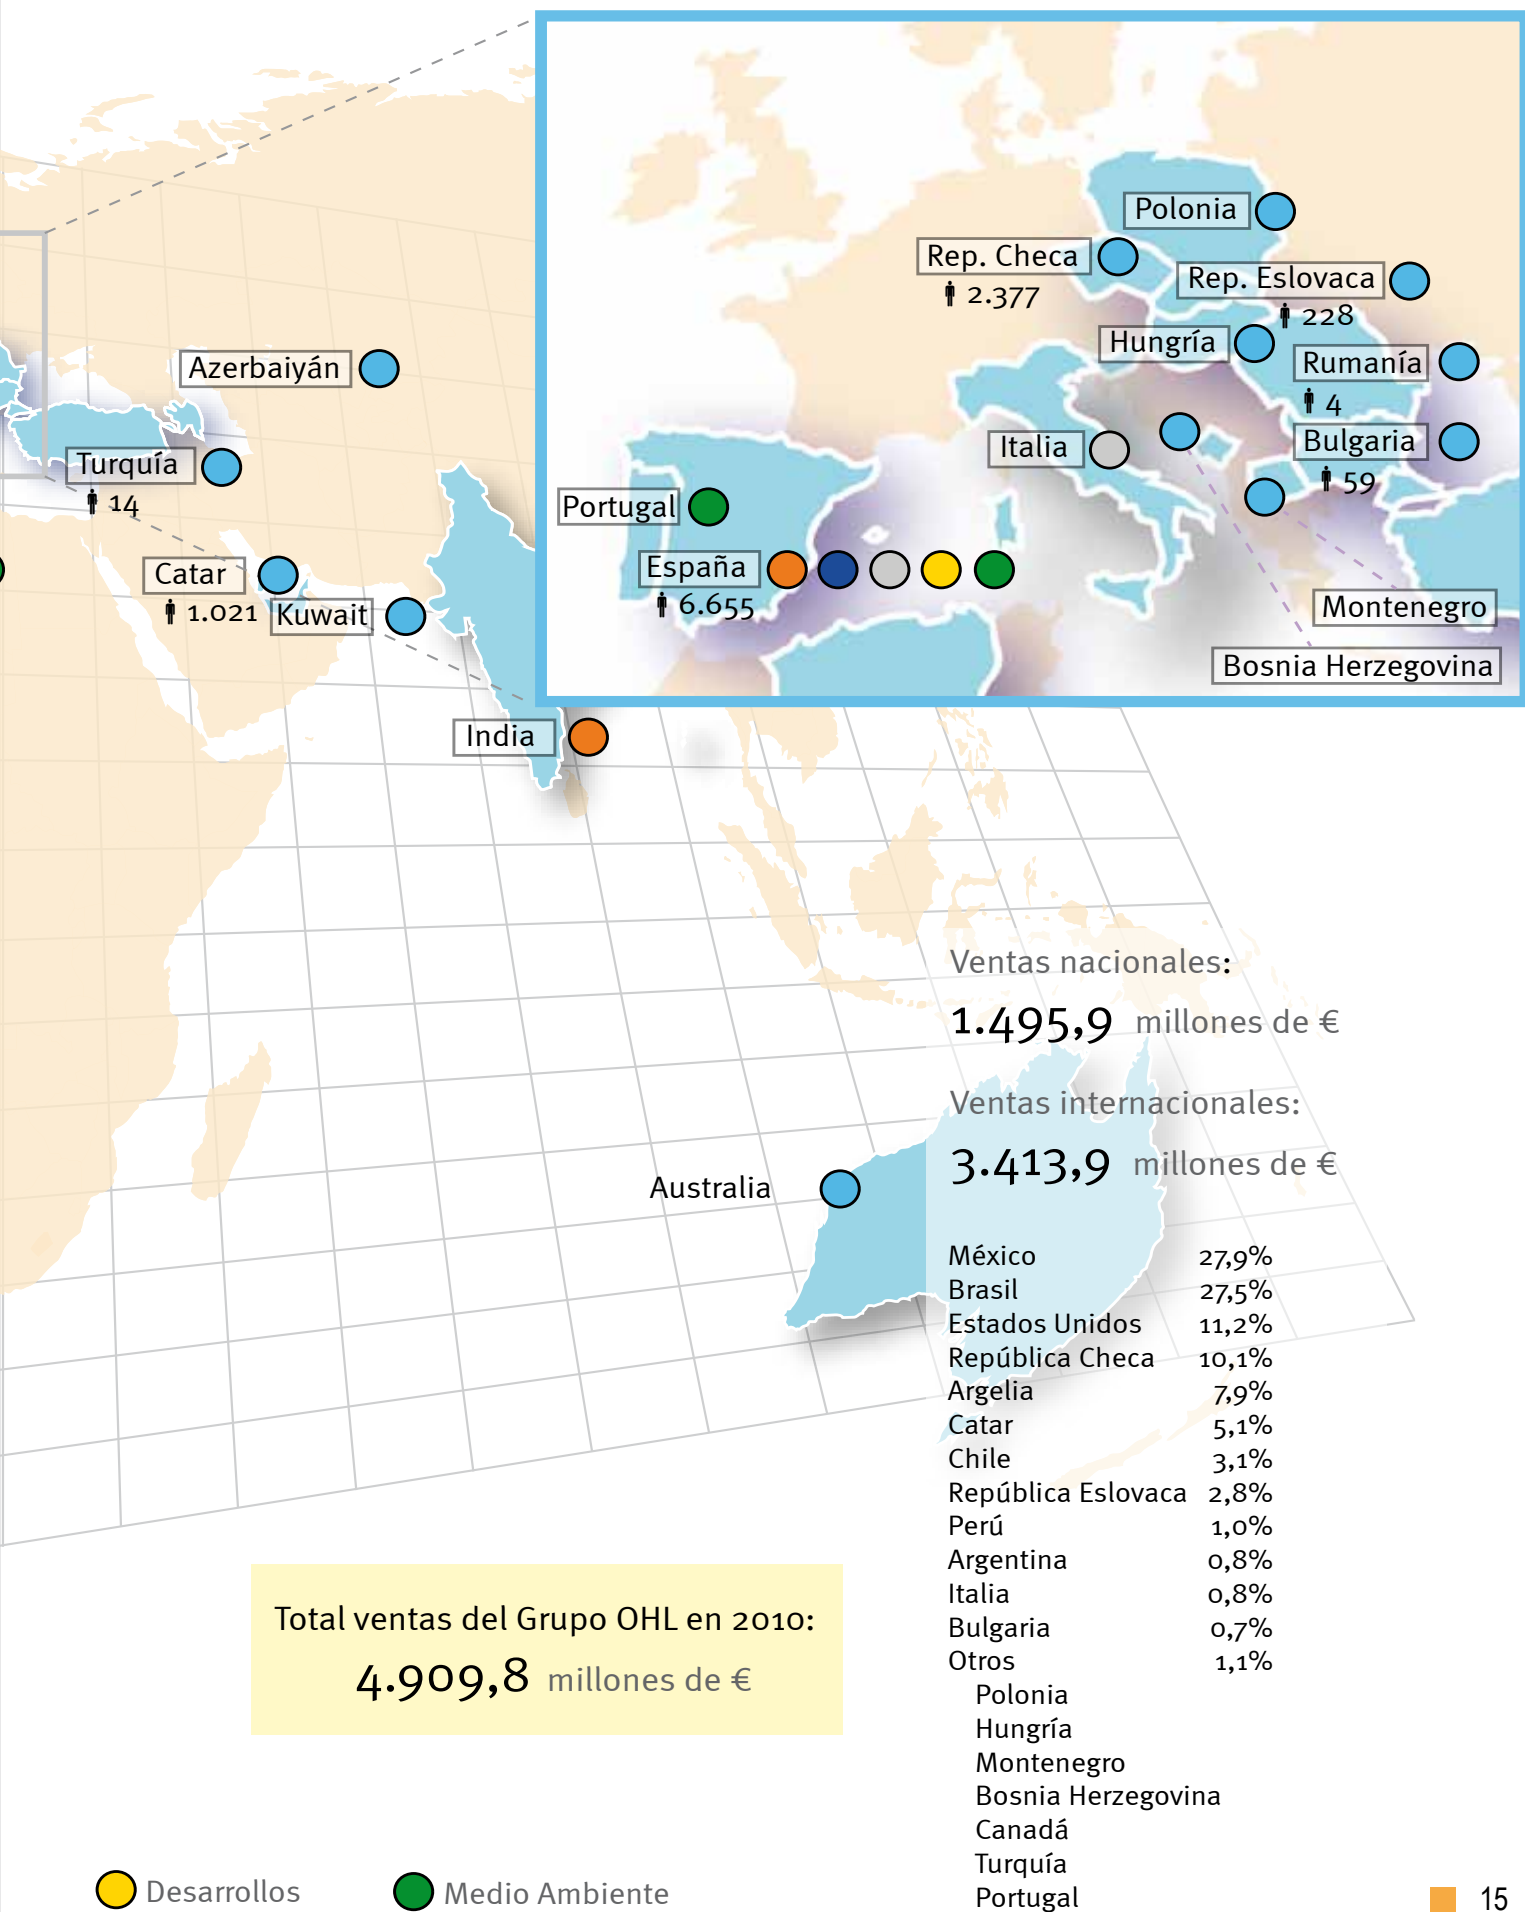 Polonia
Rep. Checa
2.377
Rep. Eslovaca
228
Hungría
Rumanía
4
Italia
Bulgaria
59
Portugal
España
6.655
Montenegro
Bosnia Herzegovina
Azerbaiyán
Turquía
14
Catar
1.021
Kuwait
India
Australia
Ventas nacionales:
1.495,9 millones de €
Ventas internacionales:
3.413,9 millones de €
México 27,9%
Brasil 27,5%
Estados Unidos 11,2%
República Checa 10,1%
Argelia 7,9%
Catar 5,1%
Chile 3,1%
República Eslovaca 2,8%
Perú 1,0%
Argentina 0,8%
Italia 0,8%
Bulgaria 0,7%
Otros 1,1%
Polonia
Hungría
Montenegro
Bosnia Herzegovina
Canadá
Turquía
Portugal
Total ventas del Grupo OHL en 2010:
4.909,8 millones de €
Desarrollos
Medio Ambiente
15